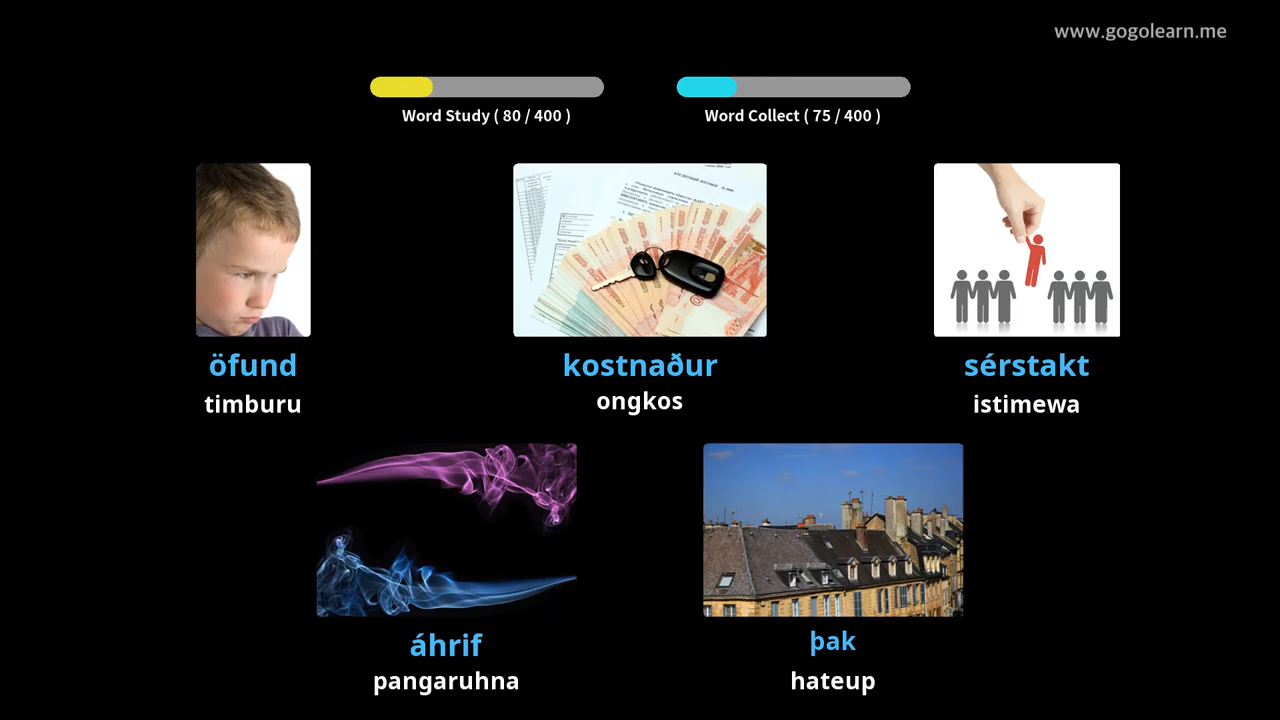 www.gogolearn.me
Word Study ( 80 / 400 )
Word Collect ( 75 / 400 )
öfund
timburu
kostnaður
ongkos
sérstakt
istimewa
áhrif
pangaruhna
þak
hateup